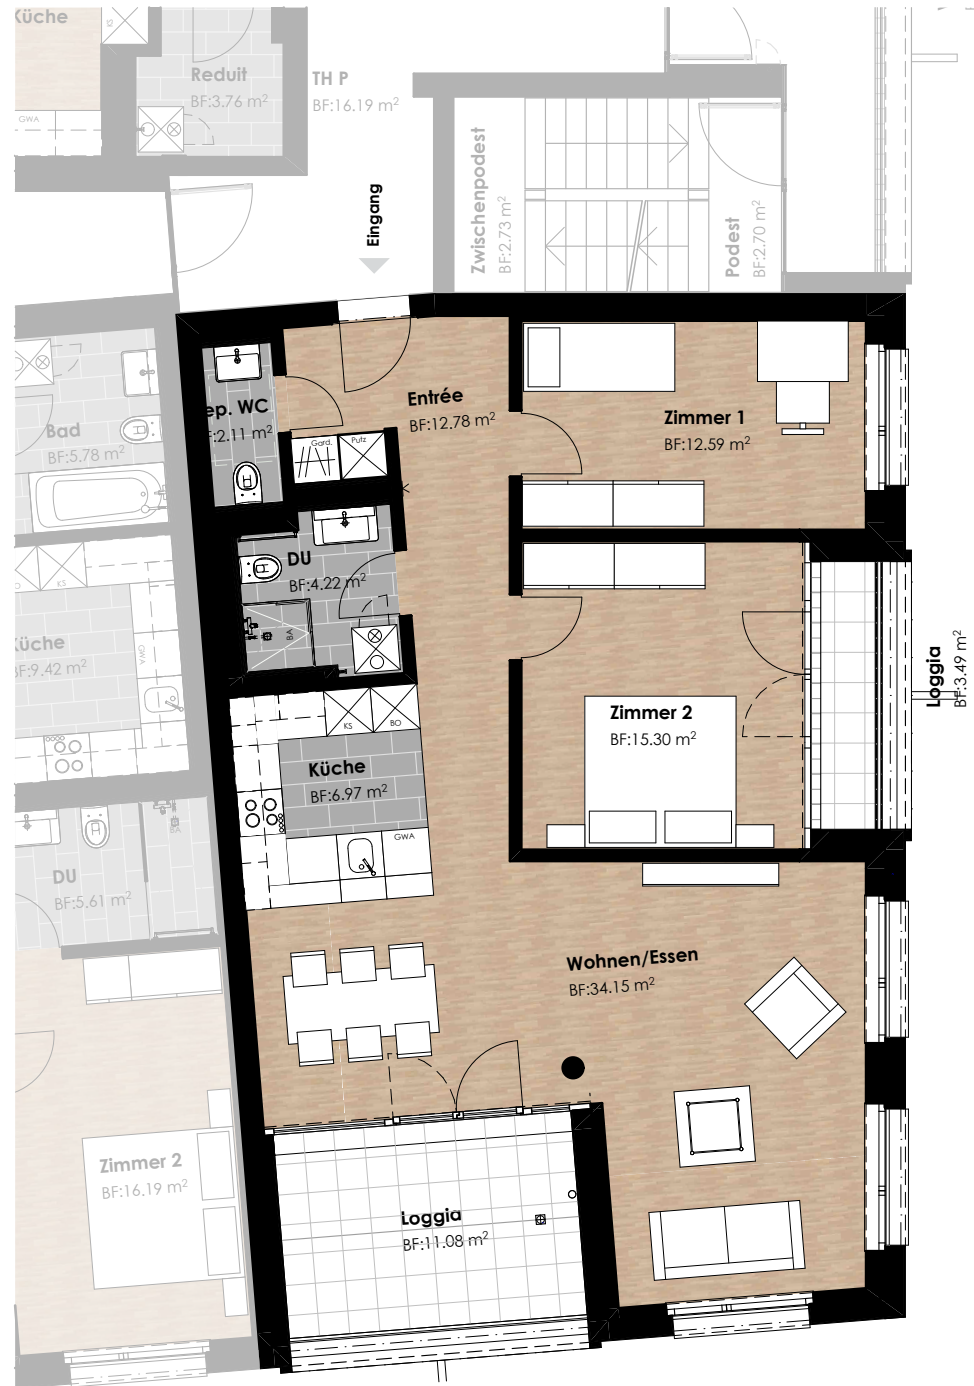 Küche
KS
GWA
Reduit
BF:3.76 m²
TH P
BF:16.19 m²
Eingang
Zwischenpodest
BF:2.73 m²
Podest
BF:2.70 m²
ep. WC
F:2.11 m²
Gard.
Putz
Entrée
BF:12.78 m²
Zimmer 1
BF:12.59 m²
Bad
BF:5.78 m²
DU
BF:4.22 m²
BA
KS
Küche
BF:9.42 m²
GWA
Zimmer 2
BF:15.30 m²
Loggia
BF:3.49 m²
KS
BO
Küche
BF:6.97 m²
GWA
DU
BF:5.61 m²
BA
Wohnen/Essen
BF:34.15 m²
Zimmer 2
BF:16.19 m²
Loggia
BF:11.08 m²